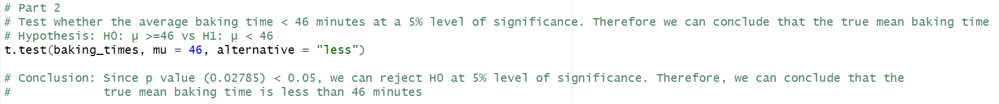 # Part 2
# Test whether the average baking time < 46 minutes at a 5% level of significance. Therefore we can conclude that the true mean baking time
# Hypothesis: H0: μ >=46 vs H1: μ < 46
t.test(baking_times, mu = 46, alternative = "less")
# Conclusion: Since p value (0.02785) < 0.05, we can reject H0 at 5% level of significance. Therefore, we can conclude that the
#             true mean baking time is less than 46 minutes